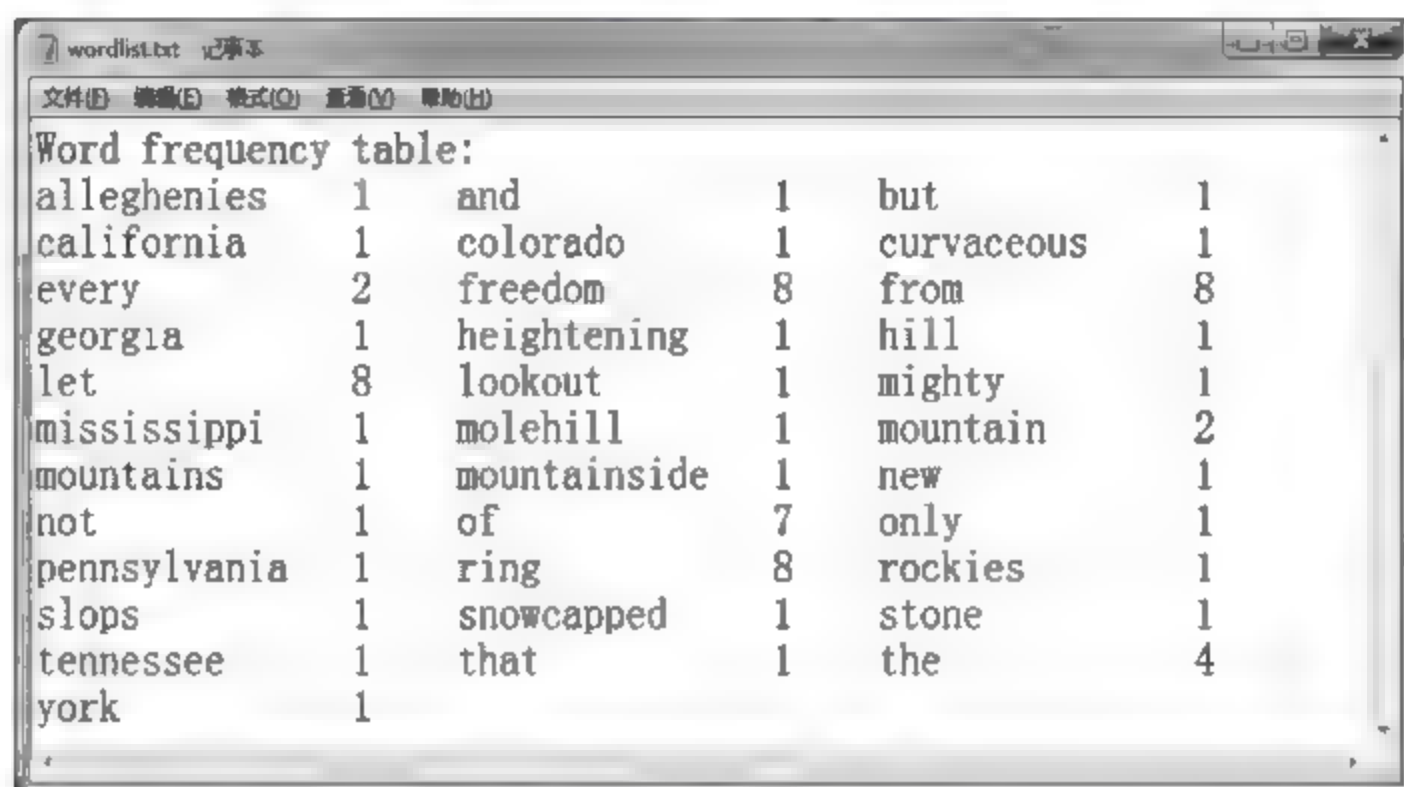 wordlist.txt 记事本
文件(F) 编辑(E) 格式(O) 查看(V) 帮助(H)
Word frequency table:
alleghenies 1 and 1 but 1
california 1 colorado 1 curvaceous 1
every 2 freedom 8 from 8
georgia 1 heightening 1 hill 1
let 8 lookout 1 mighty 1
mississippi 1 molehill 1 mountain 2
mountains 1 mountainside 1 new 1
not 1 of 7 only 1
pennsylvania 1 ring 8 rockies 1
slops 1 snowcapped 1 stone 1
tennessee 1 that 1 the 4
york 1